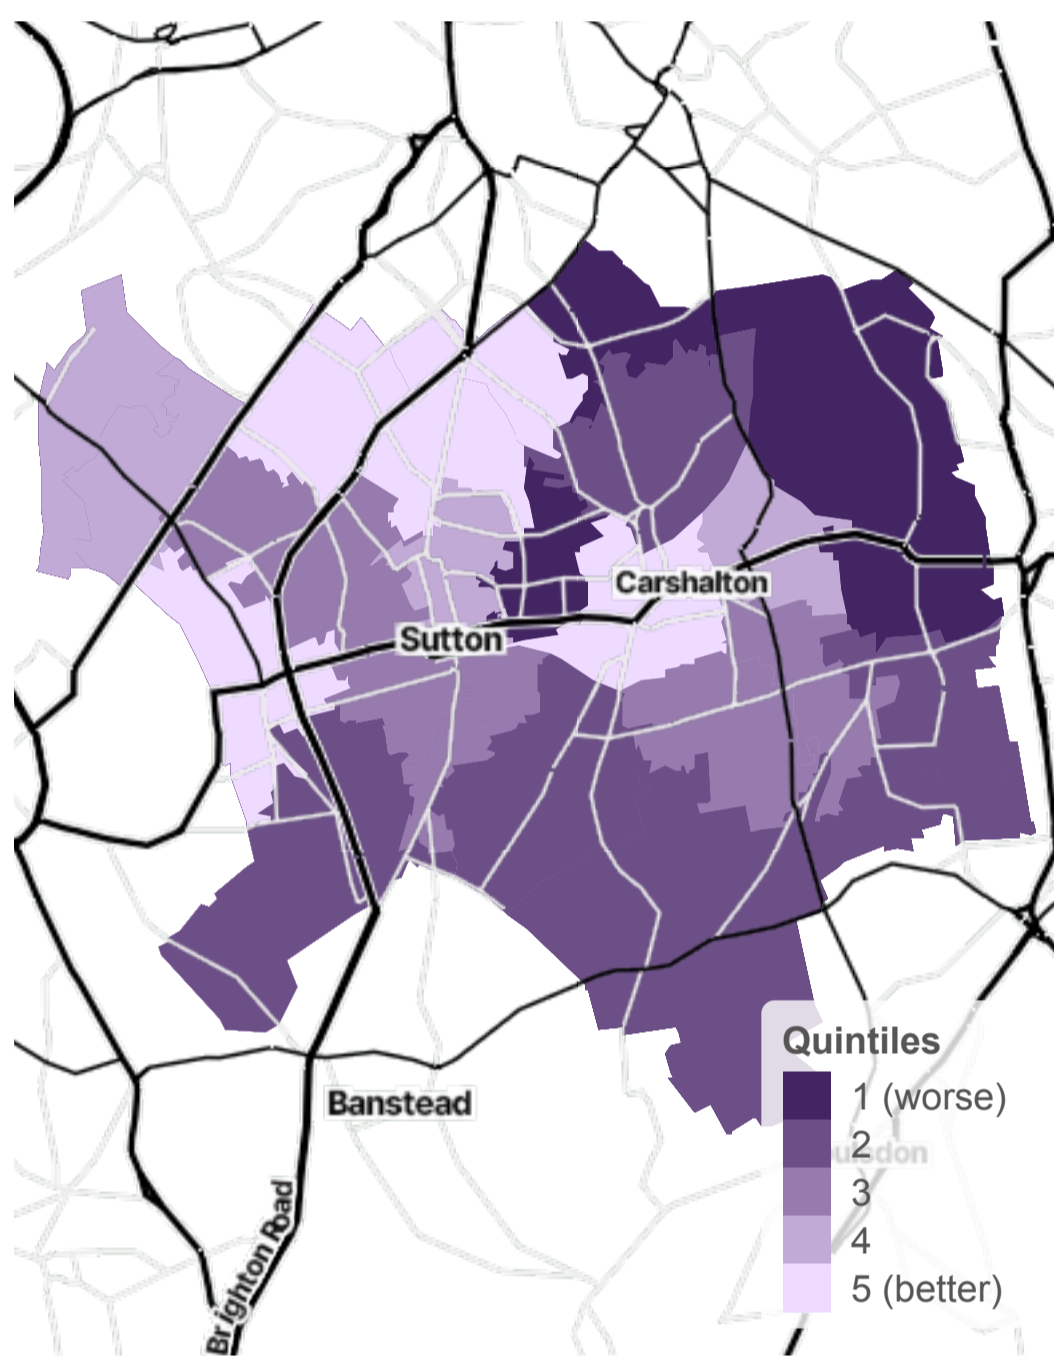 Carshalton
Sutton
Quintiles
1 (worse)
2
3
4
5 (better)
Banstead
Brighton Road